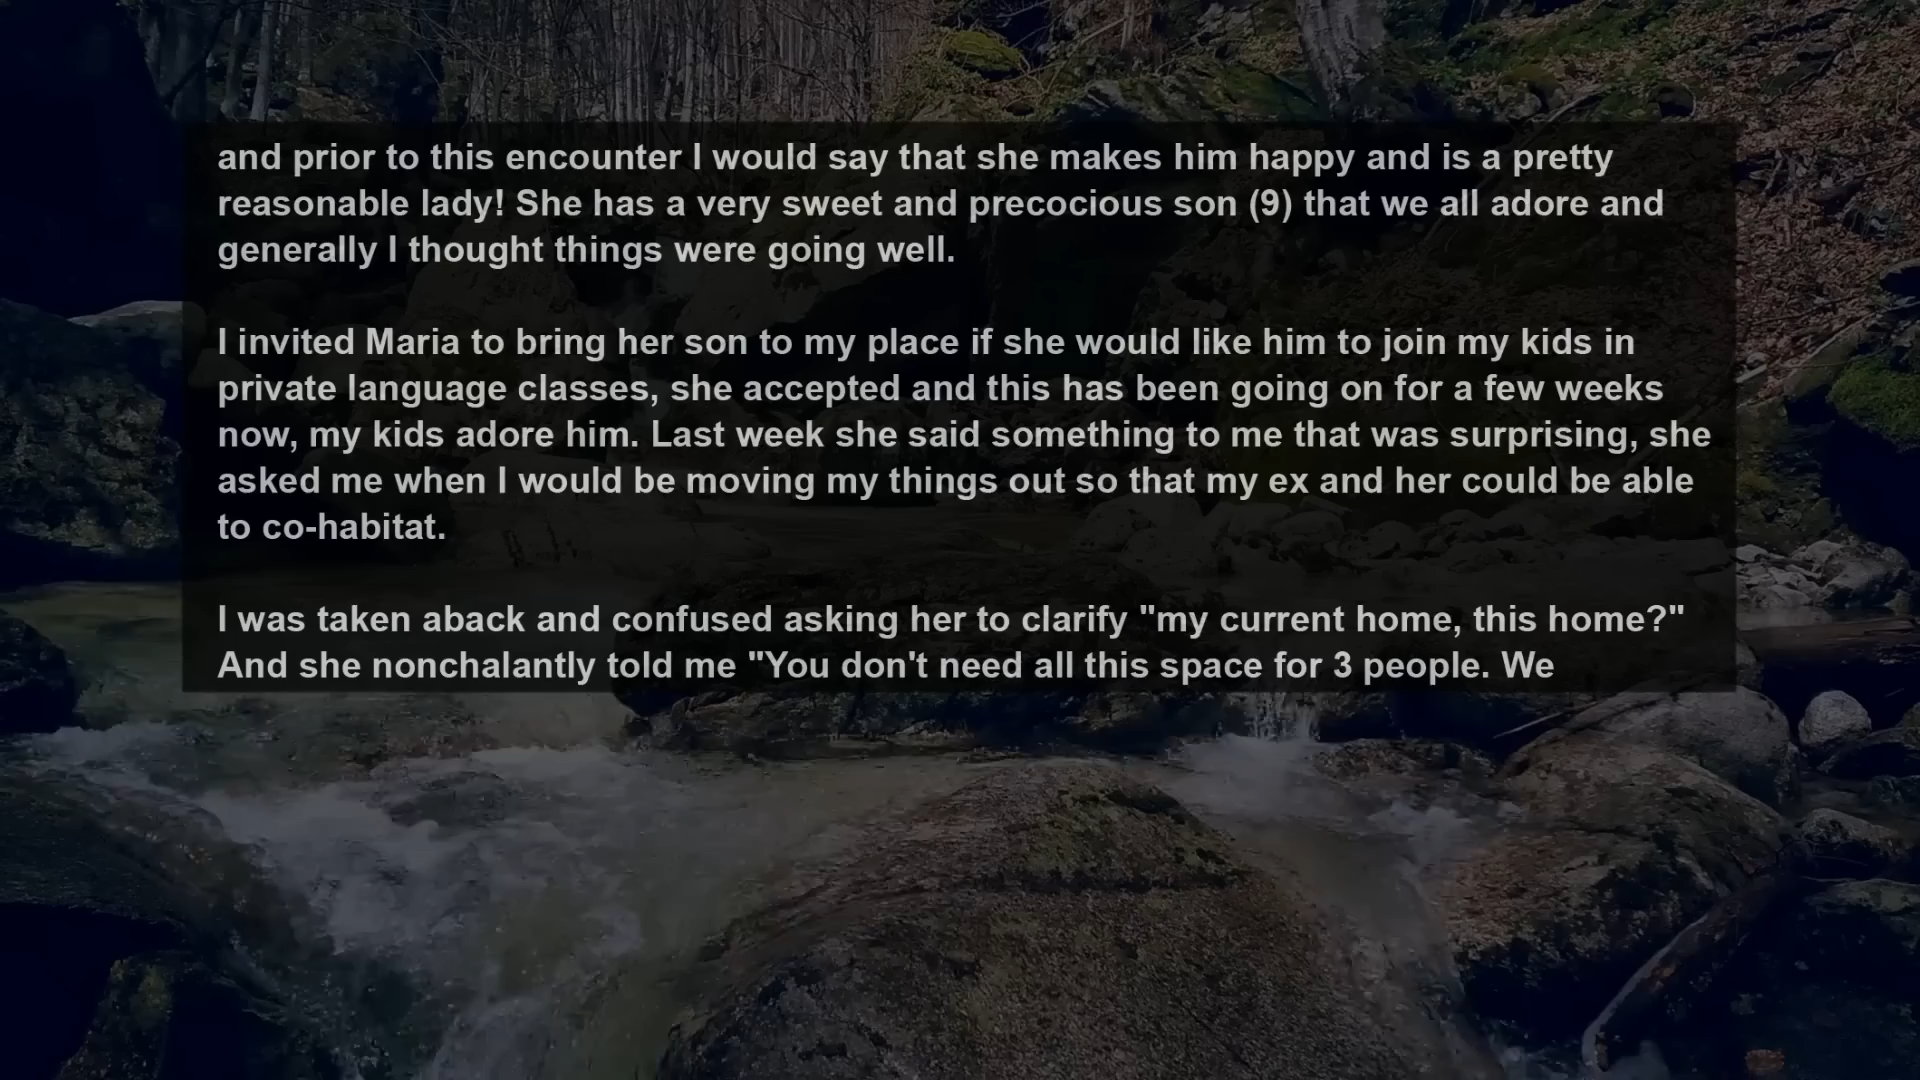 and prior to this encounter I would say that she makes him happy and is a pretty
reasonable lady! She has a very sweet and precocious son (9) that we all adore and
generally I thought things were going well.
I invited Maria to bring her son to my place if she would like him to join my kids in
private language classes, she accepted and this has been going on for a few weeks
now, my kids adore him. Last week she said something to me that was surprising, she
asked me when I would be moving my things out so that my ex and her could be able
to co-habitat.
I was taken aback and confused asking her to clarify "my current home, this home?"
And she nonchalantly told me "You don't need all this space for 3 people. We